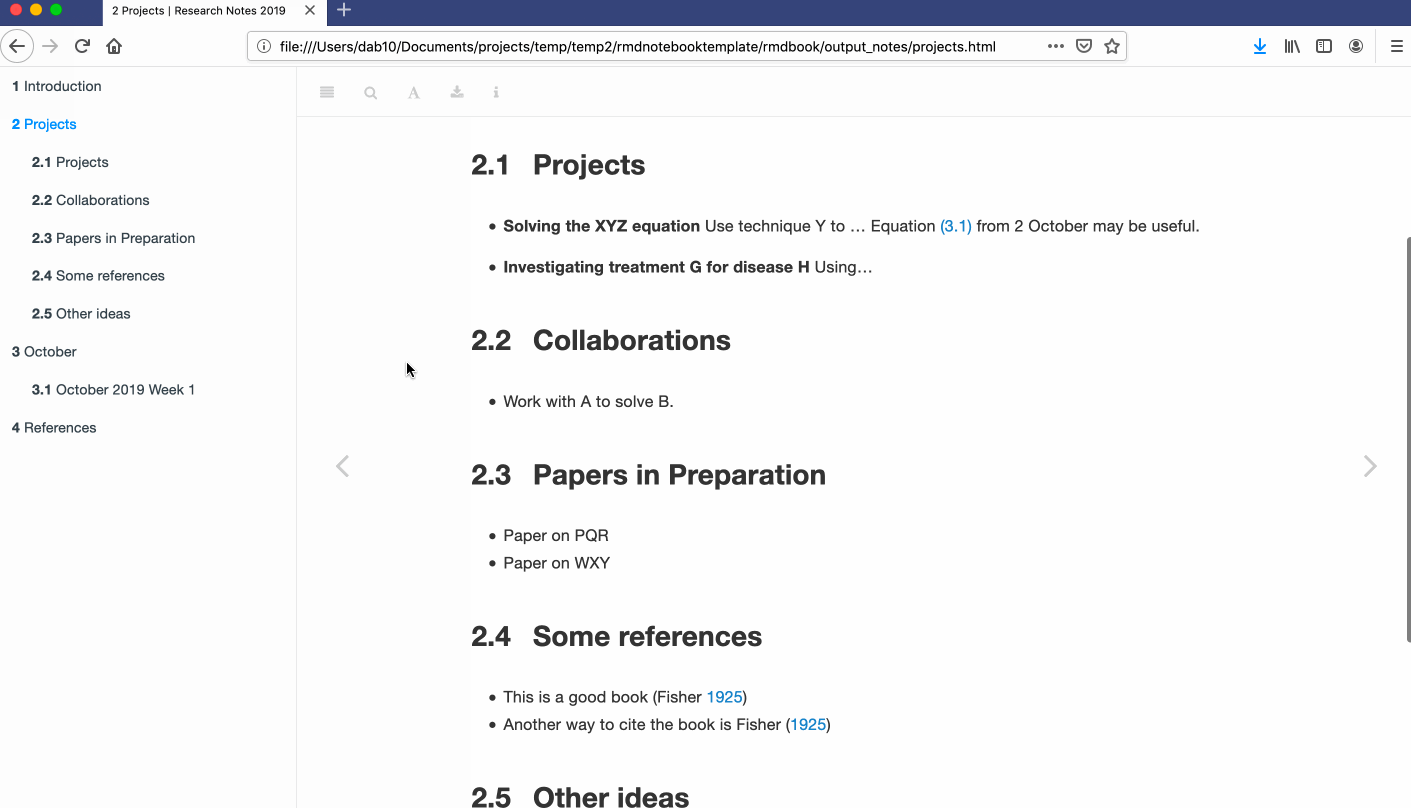 2 Projects | Research Notes 2019
file:///Users/dab10/Documents/projects/temp/temp2/rmdnotebooktemplate/rmdbook/output_notes/projects.html
1 Introduction
2 Projects
2.1 Projects
2.2 Collaborations
2.3 Papers in Preparation
2.4 Some references
2.5 Other ideas
3 October
3.1 October 2019 Week 1
4 References
A
2.1 Projects
• Solving the XYZ equation Use technique Y to … Equation (3.1) from 2 October may be useful.
• Investigating treatment G for disease H Using…
2.2 Collaborations
• Work with A to solve B.
2.3 Papers in Preparation
• Paper on PQR
• Paper on WXY
2.4 Some references
• This is a good book (Fisher 1925)
• Another way to cite the book is Fisher (1925)
2.5 Other ideas